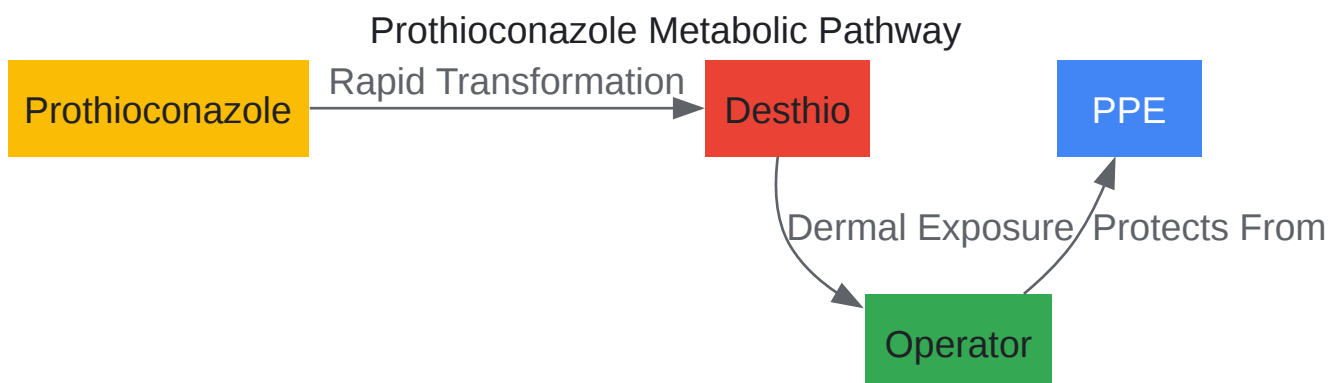 Prothioconazole Metabolic Pathway
Prothioconazole
Rapid Transformation
Desthio
PPE
Dermal Exposure
Protects From
Operator